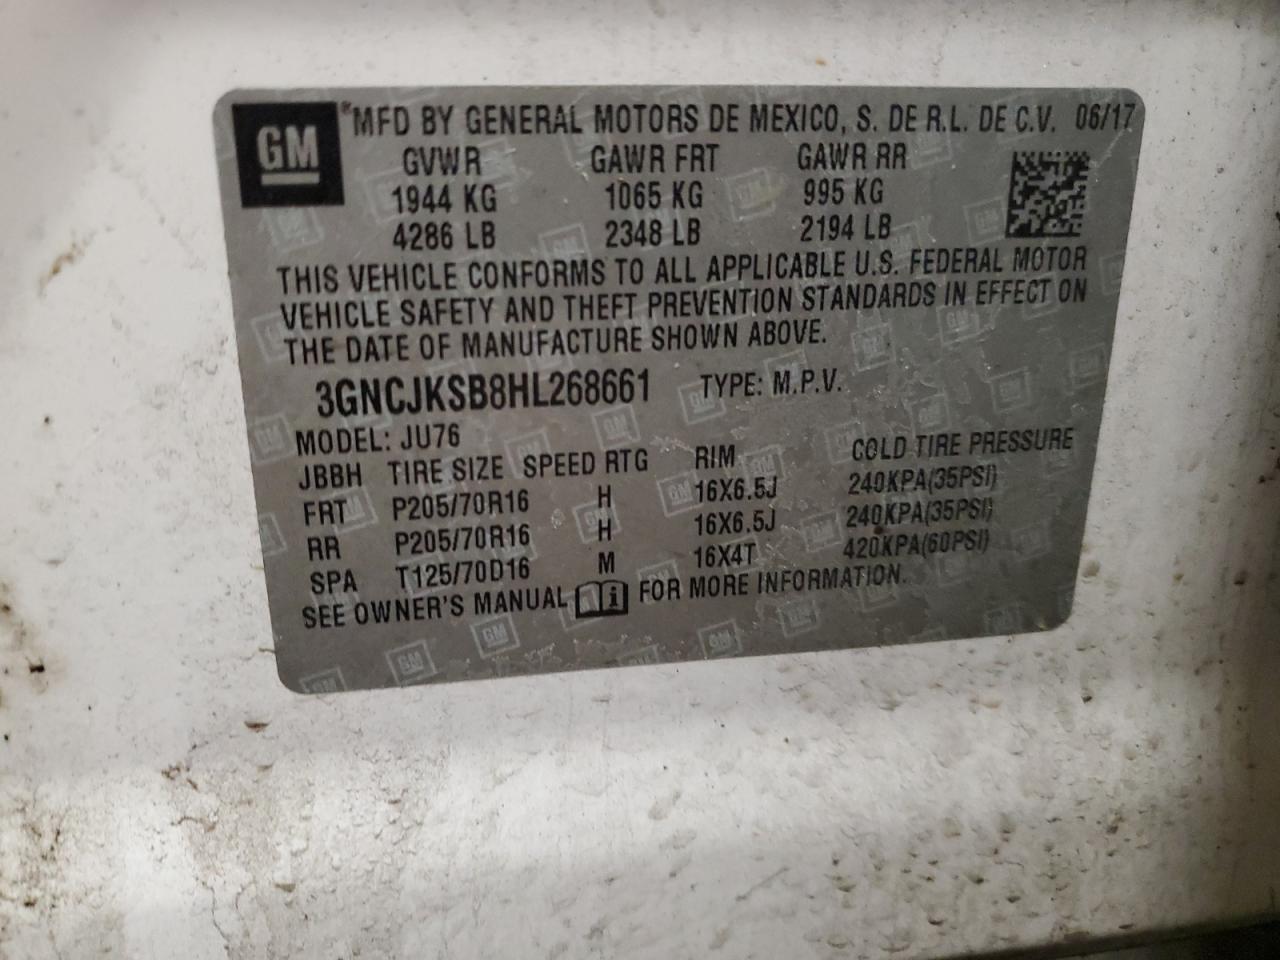 GM
®MFD BY GENERAL MOTORS DE MEXICO, S. DE R.L. DE C.V. 06/17
GVWR GAWR FRT GAWR RR
1944 KG 1065 KG 995 KG
4286 LB 2348 LB 2194 LB
THIS VEHICLE CONFORMS TO ALL APPLICABLE U.S. FEDERAL MOTOR
VEHICLE SAFETY AND THEFT PREVENTION STANDARDS IN EFFECT ON
THE DATE OF MANUFACTURE SHOWN ABOVE.
3GNCJKSB8HL268661 TYPE: M.P.V.
MODEL: JU76
JBBH TIRE SIZE SPEED RTG RIM COLD TIRE PRESSURE
FRT P205/70R16 H 16X6.5J 240KPA(35PSI)
RR P205/70R16 H 16X6.5J 240KPA(35PSI)
SPA T125/70D16 M 16X4T 420KPA(60PSI)
SEE OWNER'S MANUAL i FOR MORE INFORMATION.